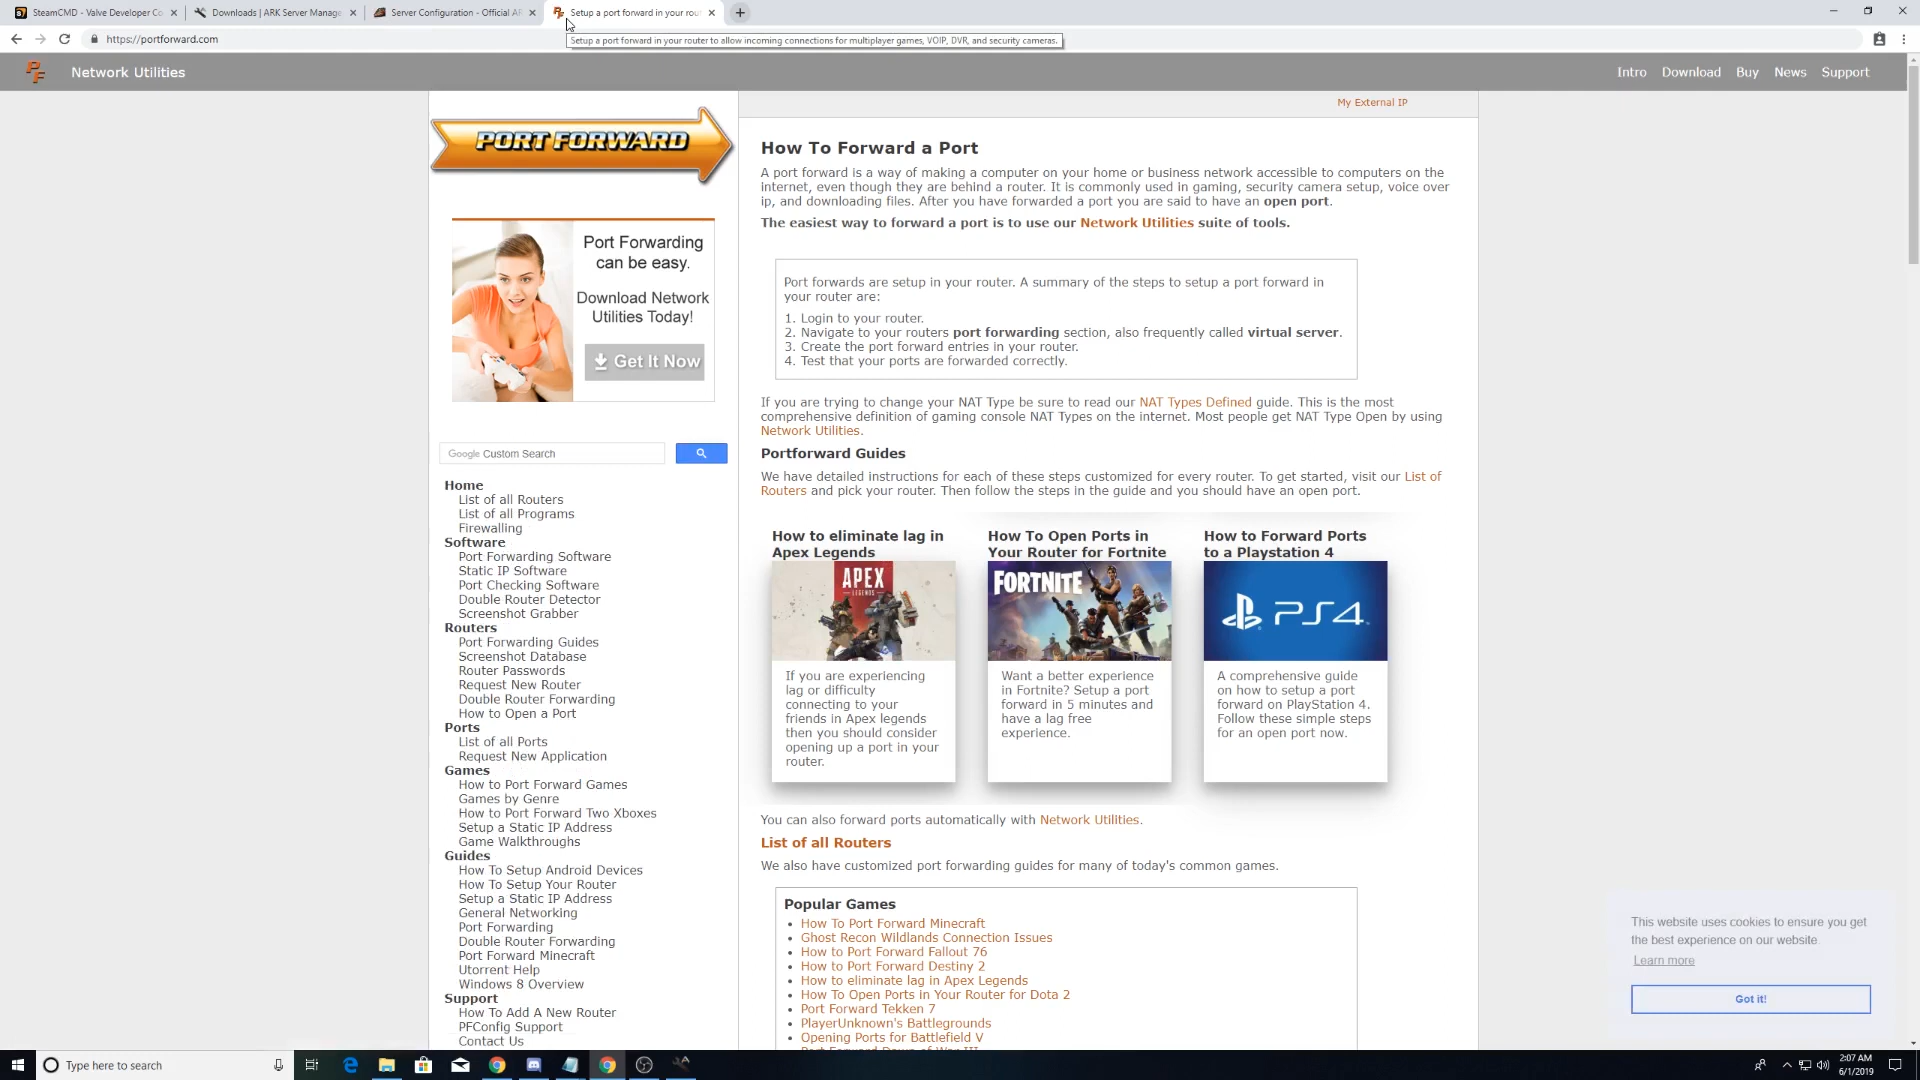 SteamCMD - Valve Developer Co
Downloads | ARK Server Manage
Server Configuration - Official AR
Setup a port forward in your rout
https://portforward.com
Setup a port forward in your router to allow incoming connections for multiplayer games, VOIP, DVR, and security cameras.
PF
Network Utilities
Intro
Download
Buy
News
Support
PORT FORWARD
Port Forwarding
can be easy.
Download Network
Utilities Today!
Get It Now
Google Custom Search
Home
List of all Routers
List of all Programs
Firewalling
Software
Port Forwarding Software
Static IP Software
Port Checking Software
Double Router Detector
Screenshot Grabber
Routers
Port Forwarding Guides
Screenshot Database
Router Passwords
Request New Router
Double Router Forwarding
How to Open a Port
Ports
List of all Ports
Request New Application
Games
How to Port Forward Games
Games by Genre
How to Port Forward Two Xboxes
Setup a Static IP Address
Game Walkthroughs
Guides
How To Setup Android Devices
How To Setup Your Router
Setup a Static IP Address
General Networking
Port Forwarding
Double Router Forwarding
Port Forward Minecraft
Utorrent Help
Windows 8 Overview
Support
How To Add A New Router
PFConfig Support
Contact Us
My External IP
How To Forward a Port
A port forward is a way of making a computer on your home or business network accessible to computers on the
internet, even though they are behind a router. It is commonly used in gaming, security camera setup, voice over
ip, and downloading files. After you have forwarded a port you are said to have an open port.
The easiest way to forward a port is to use our Network Utilities suite of tools.
Port forwards are setup in your router. A summary of the steps to setup a port forward in
your router are:
1. Login to your router.
2. Navigate to your routers port forwarding section, also frequently called virtual server.
3. Create the port forward entries in your router.
4. Test that your ports are forwarded correctly.
If you are trying to change your NAT Type be sure to read our NAT Types Defined guide. This is the most
comprehensive definition of gaming console NAT Types on the internet. Most people get NAT Type Open by using
Network Utilities.
Portforward Guides
We have detailed instructions for each of these steps customized for every router. To get started, visit our List of
Routers and pick your router. Then follow the steps in the guide and you should have an open port.
How to eliminate lag in
Apex Legends
APEX
LEGENDS
If you are experiencing
lag or difficulty
connecting to your
friends in Apex legends
then you should consider
opening up a port in your
router.
How To Open Ports in
Your Router for Fortnite
FORTNITE
Want a better experience
in Fortnite? Setup a port
forward in 5 minutes and
have a lag free
experience.
How to Forward Ports
to a Playstation 4
PS4
A comprehensive guide
on how to setup a port
forward on PlayStation 4.
Follow these simple steps
for an open port now.
You can also forward ports automatically with Network Utilities.
List of all Routers
We also have customized port forwarding guides for many of today's common games.
Popular Games
• How To Port Forward Minecraft
• Ghost Recon Wildlands Connection Issues
• How to Port Forward Fallout 76
• How to Port Forward Destiny 2
• How to eliminate lag in Apex Legends
• How To Open Ports in Your Router for Dota 2
• Port Forward Tekken 7
• PlayerUnknown's Battlegrounds
• Opening Ports for Battlefield V
• Port Forward Dawn of War III
This website uses cookies to ensure you get
the best experience on our website.
Learn more
Got it!
Type here to search
2:07 AM
6/1/2019